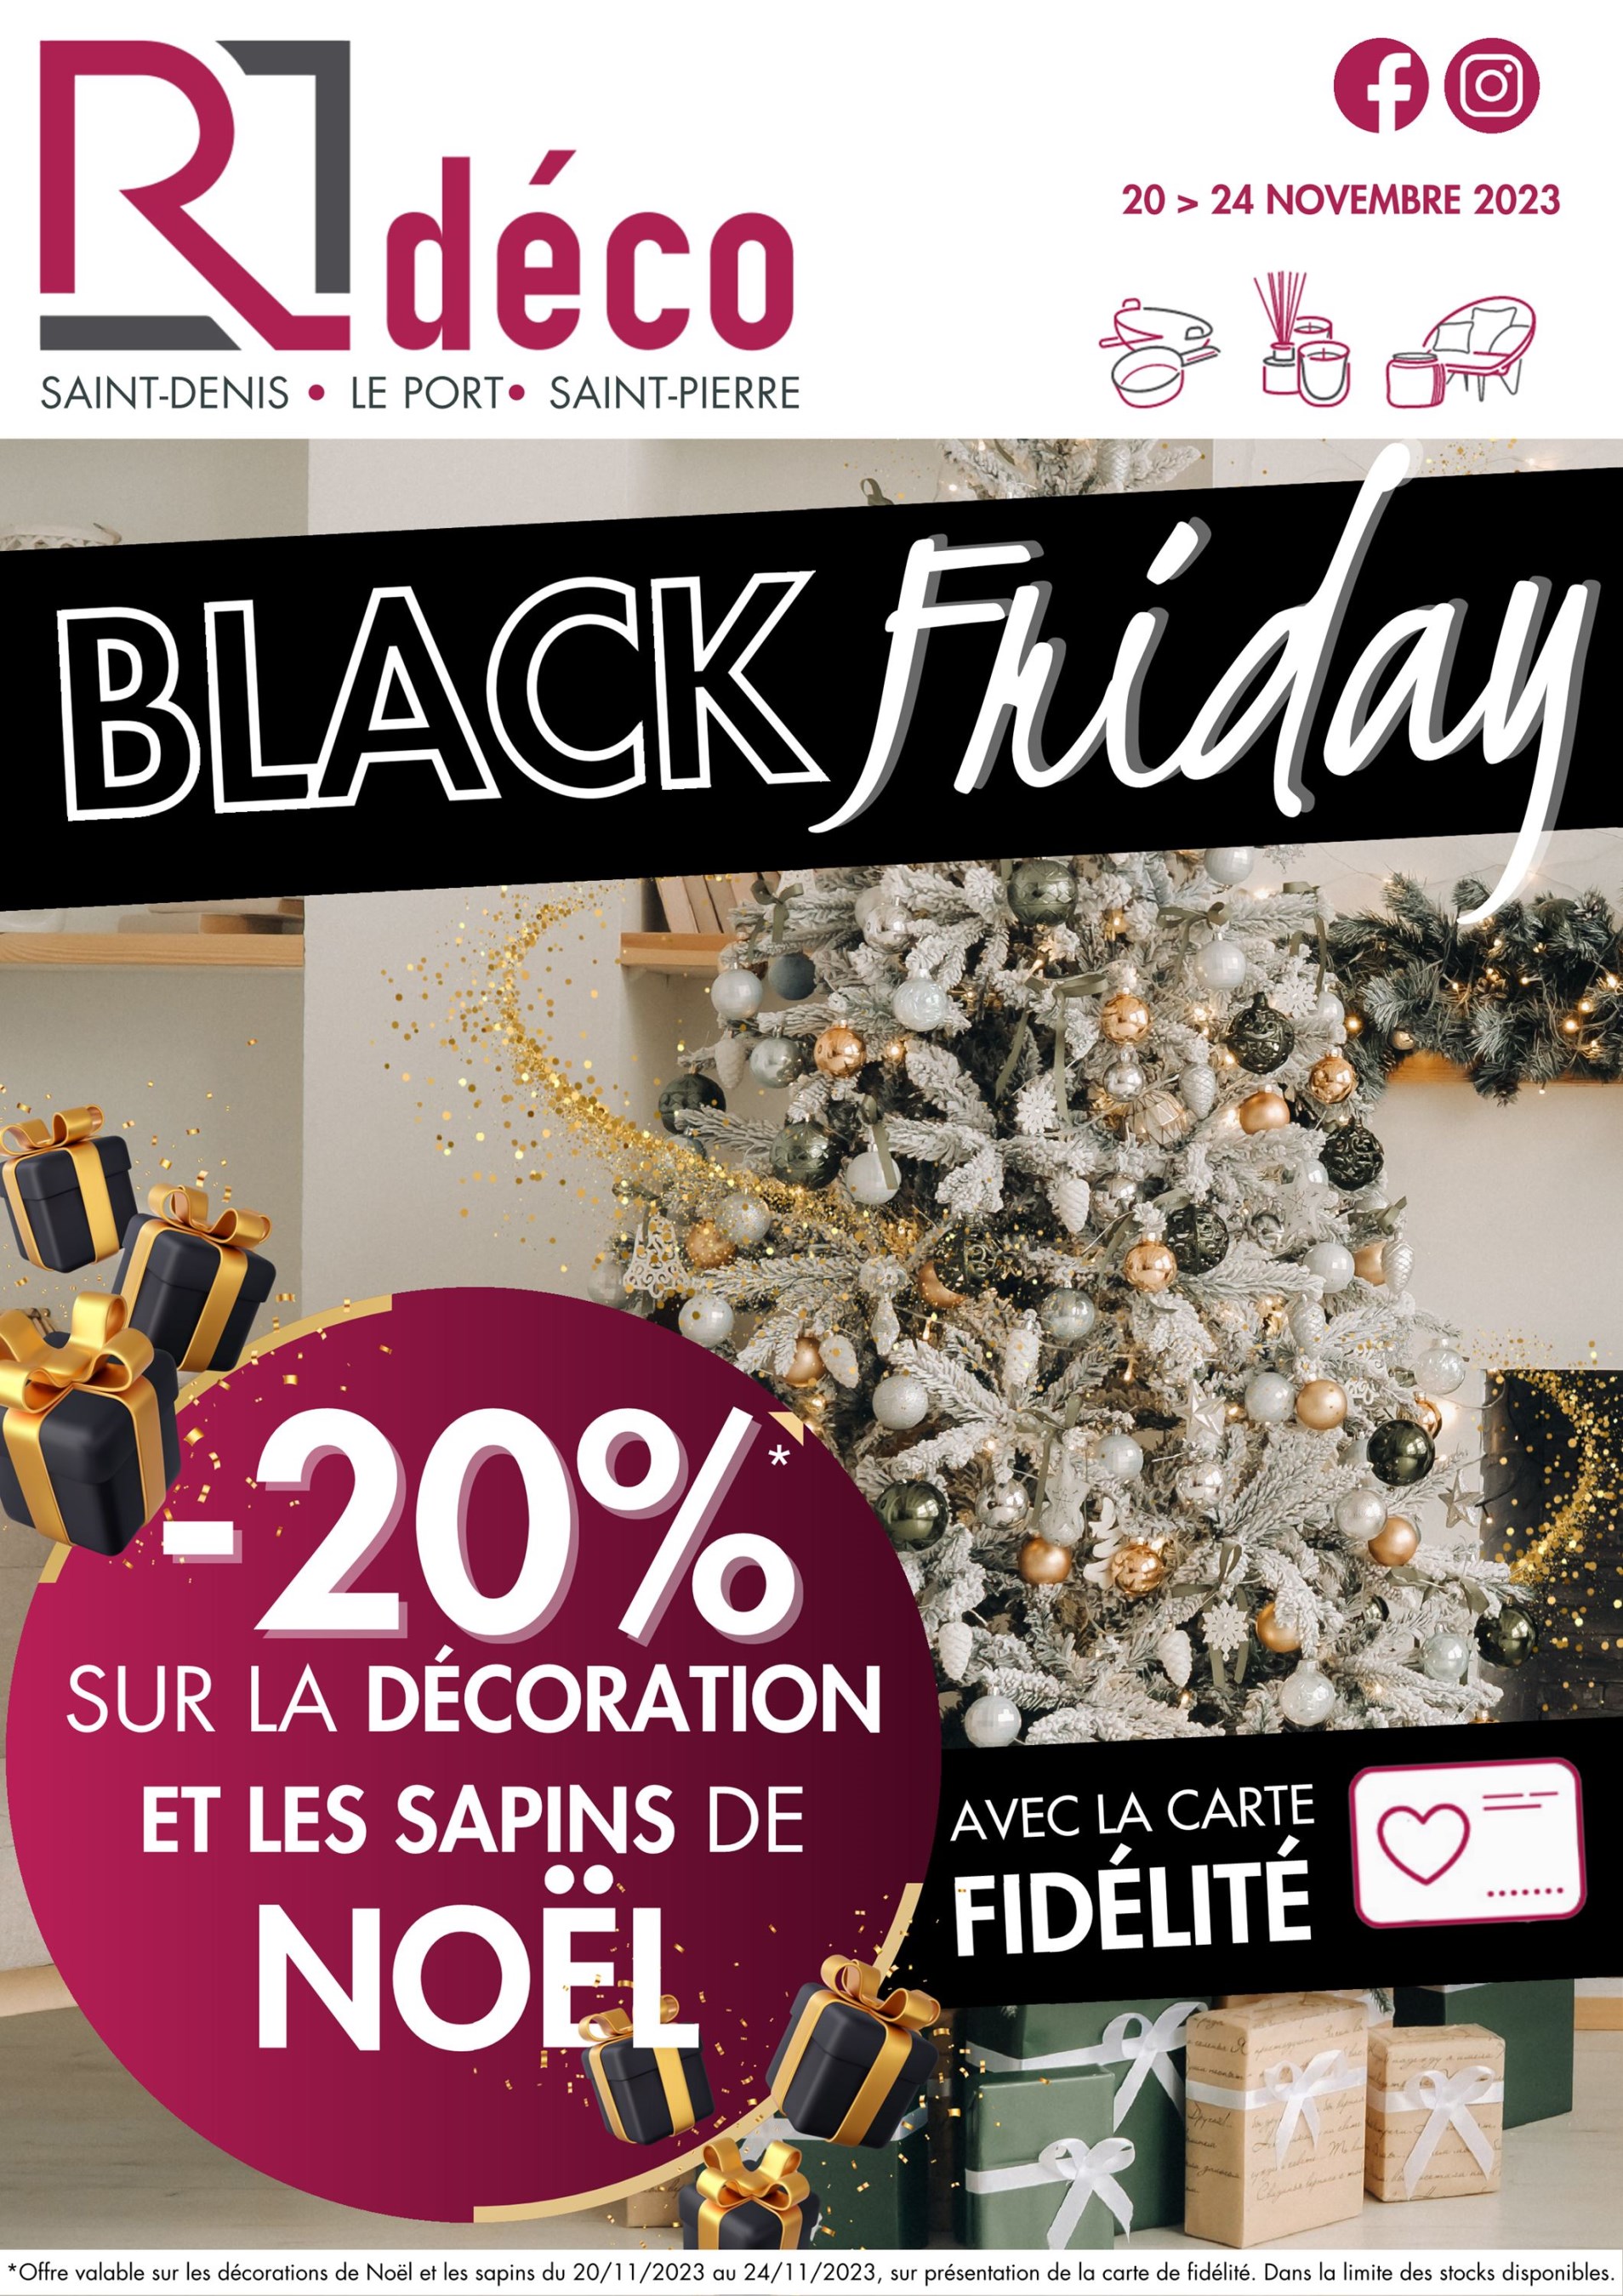 R1 déco
SAINT-DENIS • LE PORT • SAINT-PIERRE
20 > 24 NOVEMBRE 2023
BLACK Friday
-20%*
SUR LA DÉCORATION
ET LES SAPINS DE
NOËL
AVEC LA CARTE
FIDÉLITÉ
*Offre valable sur les décorations de Noël et les sapins du 20/11/2023 au 24/11/2023, sur présentation de la carte de fidélité. Dans la limite des stocks disponibles.